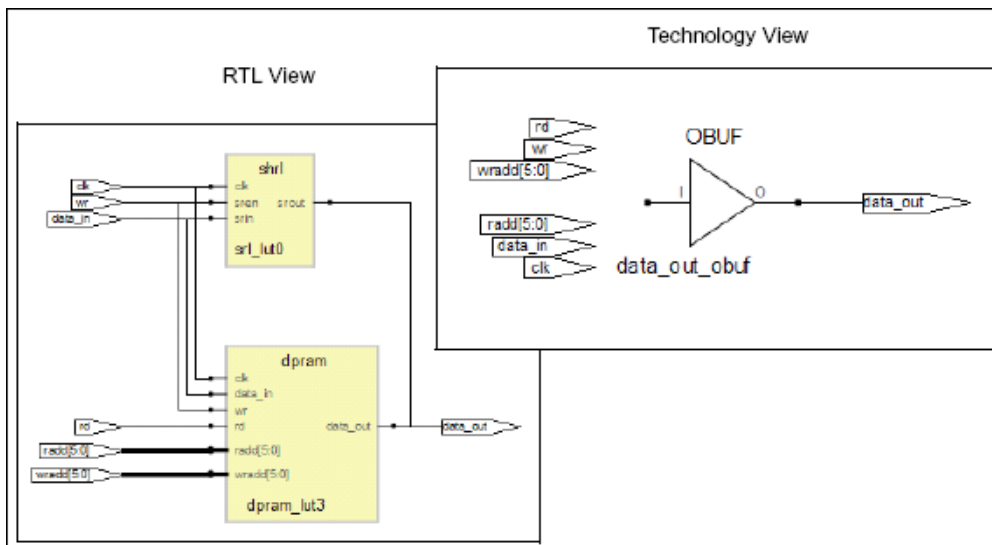 RTL View
clk
wr
data_in
shrl
clk
sren
srout
srin
srl_lut0
dpram
clk
data_in
wr
rd
rd
data_out
data_out
radd[5:0]
radd[5:0]
wradd[5:0]
wradd[5:0]
dpram_lut3
Technology View
rd
wr
wradd[5:0]
radd[5:0]
data_in
clk
OBUF
I
O
data_out
data_out_obuf